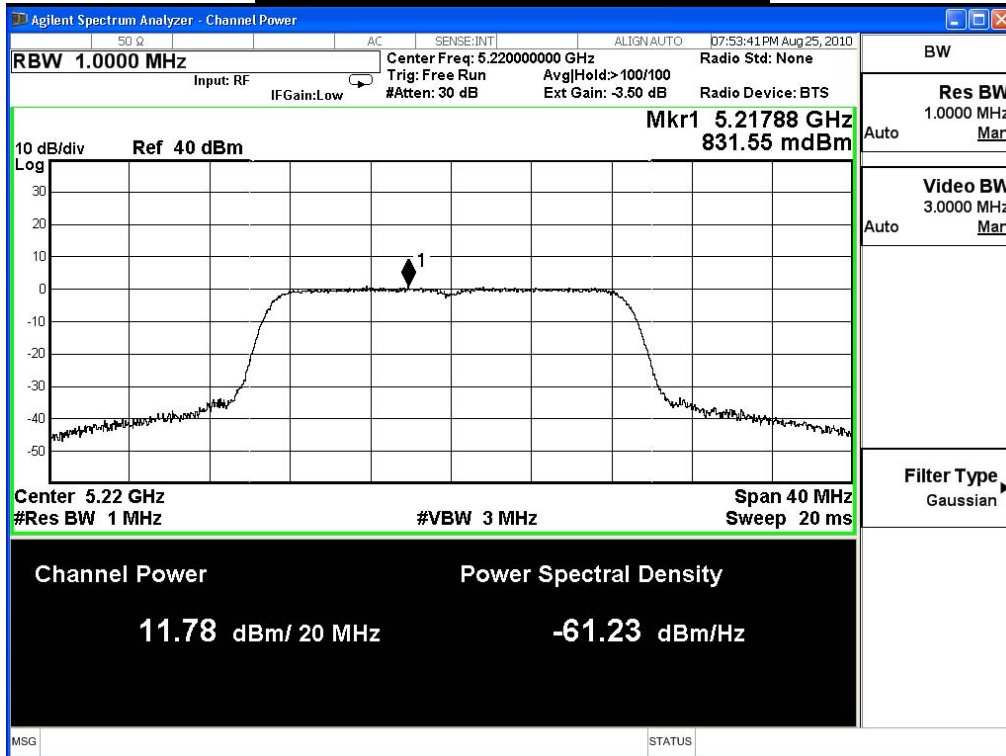 Agilent Spectrum Analyzer - Channel Power
50 Ω AC SENSE:INT ALIGN AUTO 07:53:41 PM Aug 25, 2010
RBW 1.0000 MHz
Center Freq: 5.220000000 GHz Radio Std: None
Input: RF Trig: Free Run Avg|Hold:>100/100
IFGain:Low #Atten: 30 dB Ext Gain: -3.50 dB Radio Device: BTS
Mkr1 5.21788 GHz
831.55 mdBm
10 dB/div Ref 40 dBm
Log
30
20
10
1
0
-10
-20
-30
-40
-50
Center 5.22 GHz Span 40 MHz
#Res BW 1 MHz #VBW 3 MHz Sweep 20 ms
Channel Power Power Spectral Density
11.78 dBm/ 20 MHz -61.23 dBm/Hz
MSG STATUS
BW
Res BW
1.0000 MHz
Auto Man
Video BW
3.0000 MHz
Auto Man
Filter Type
Gaussian